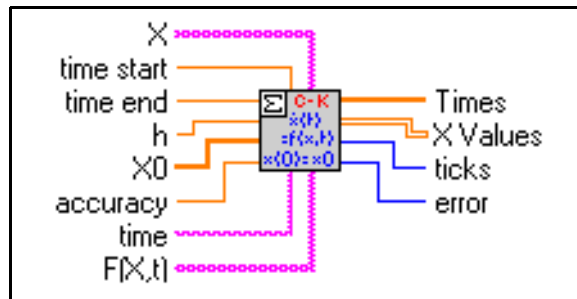 X
time start
time end
h
X0
accuracy
time
F(X,t)
Σ C-K
ẋ(t)
=f(x,t)
x(0)=x0
Times
X Values
ticks
error